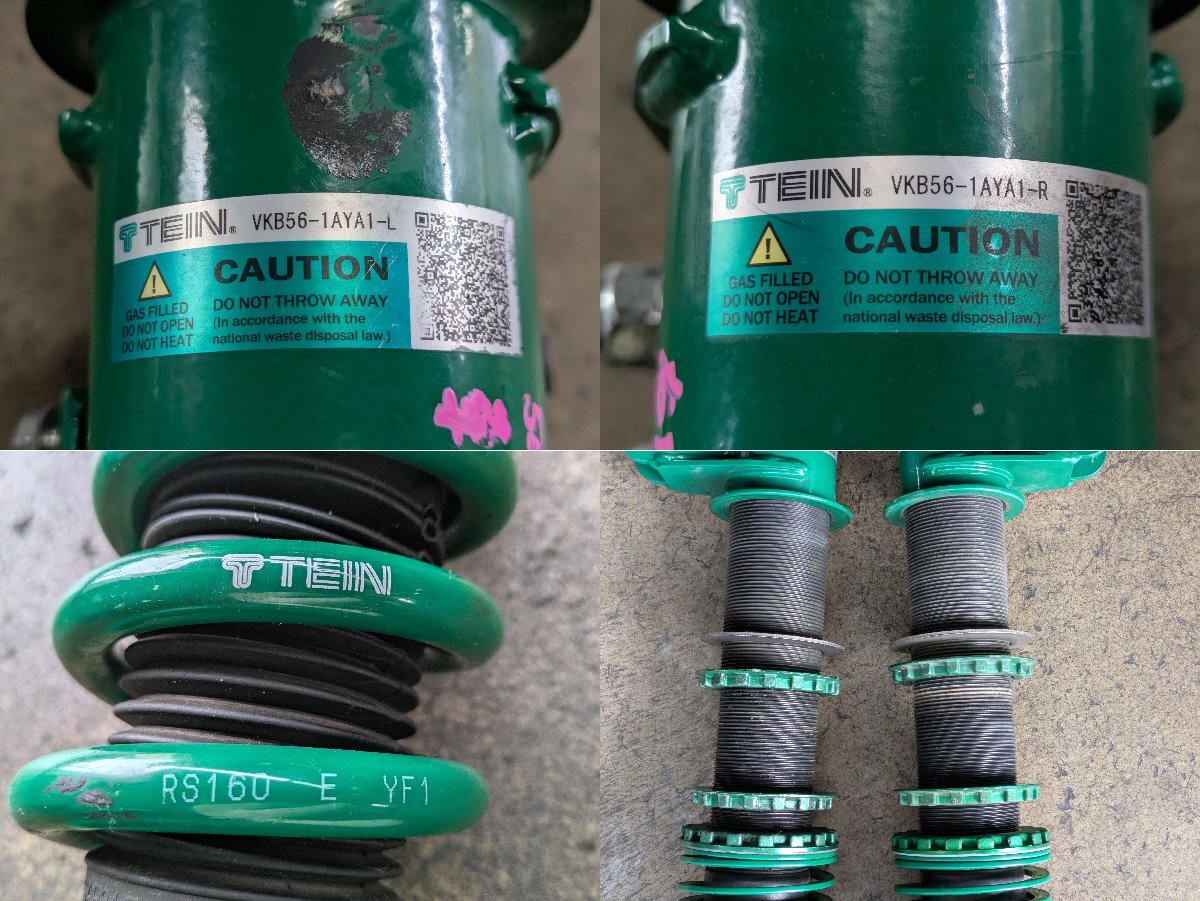 TEIN® VKB56-1AYA1-L
CAUTION
GAS FILLED
DO NOT OPEN
DO NOT HEAT
DO NOT THROW AWAY
(In accordance with the
national waste disposal law.)
TEIN® VKB56-1AYA1-R
CAUTION
GAS FILLED
DO NOT OPEN
DO NOT HEAT
DO NOT THROW AWAY
(In accordance with the
national waste disposal law.)
TEIN
RS160 E YF1